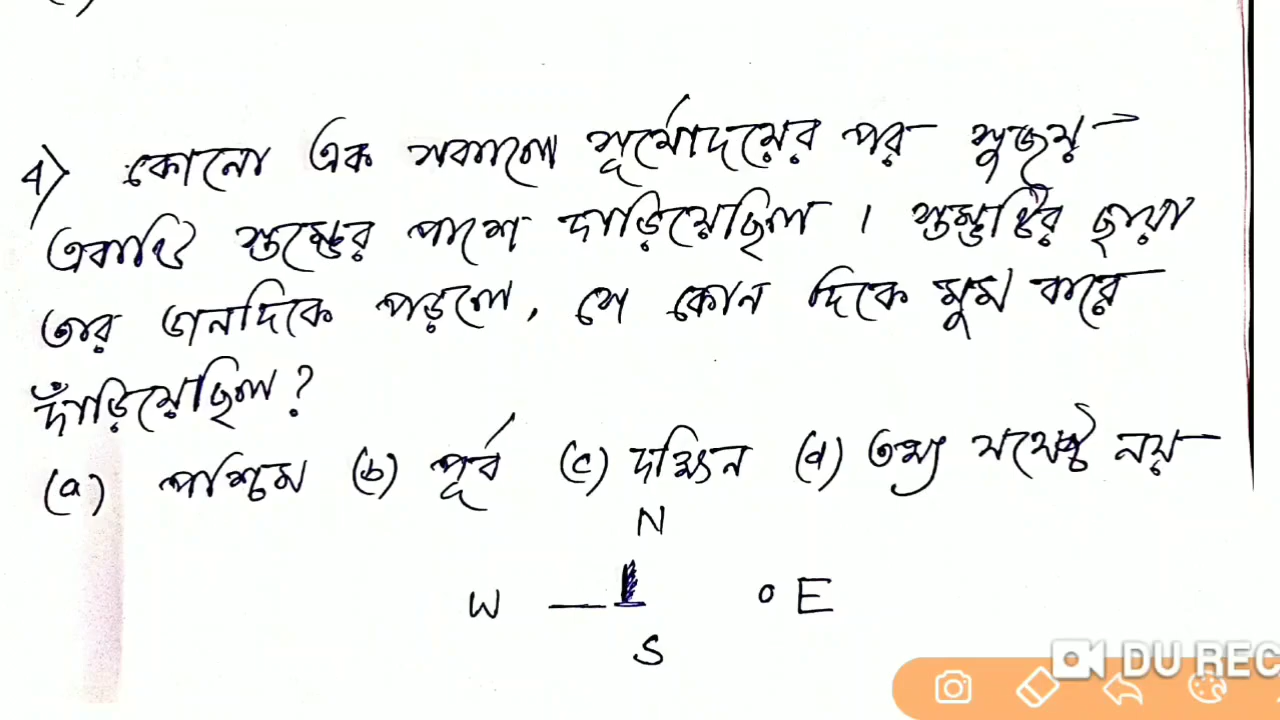 4) কোনো এক সকালে সূর্যোদয়ের পর সুজয়
একটি স্তম্ভের পাশে দাড়িয়েছিল । স্তম্ভটির ছায়া
তার ডানদিকে পড়লে, সে কোন দিকে মুখ করে
দাঁড়িয়েছিল?
(a) পশ্চিম (b) পূর্ব (c) দক্ষিন (d) তথ্য যথেষ্ট নয়
N
W E
S
DU REC